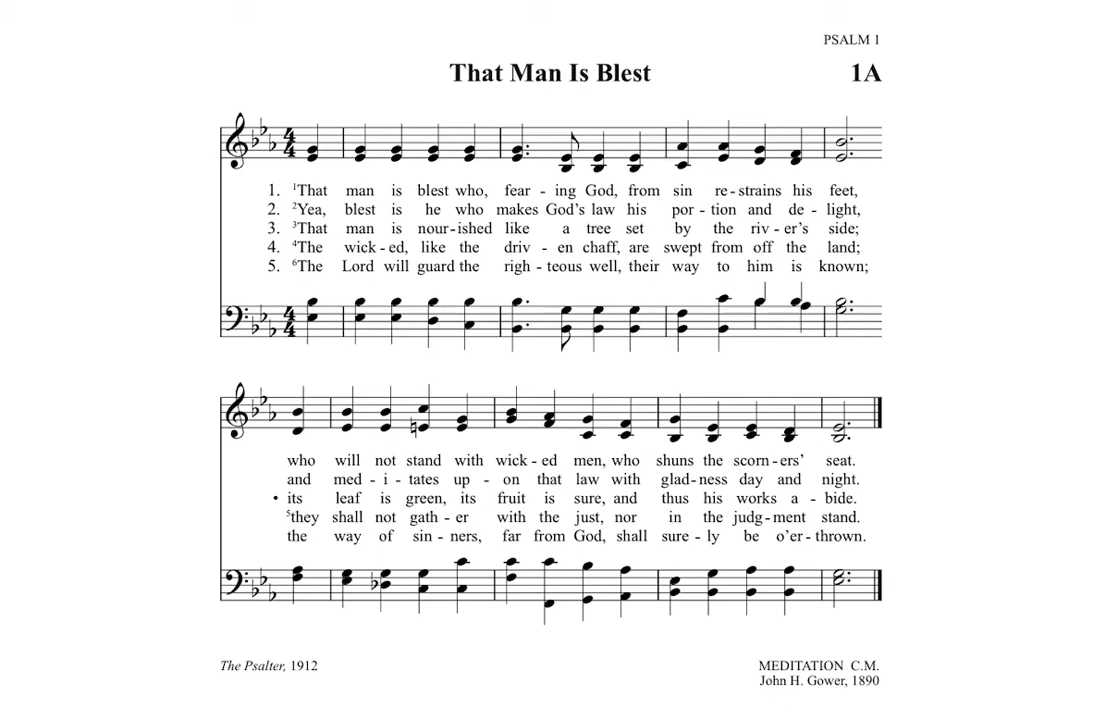 PSALM 1
That Man Is Blest 1A
1. ¹That man is blest who, fear - ing God, from sin re - strains his feet,
2. ²Yea, blest is he who makes God's law his por - tion and de - light,
3. ³That man is nour - ished like a tree set by the riv - er's side;
4. ⁴The wick - ed, like the driv - en chaff, are swept from off the land;
5. ⁶The Lord will guard the righ - teous well, their way to him is known;
who will not stand with wick - ed men, who shuns the scorn - ers' seat.
and med - i - tates up - on that law with glad - ness day and night.
• its leaf is green, its fruit is sure, and thus his works a - bide.
⁵they shall not gath - er with the just, nor in the judg - ment stand.
the way of sin - ners, far from God, shall sure - ly be o'er - thrown.
The Psalter, 1912
MEDITATION C.M.
John H. Gower, 1890